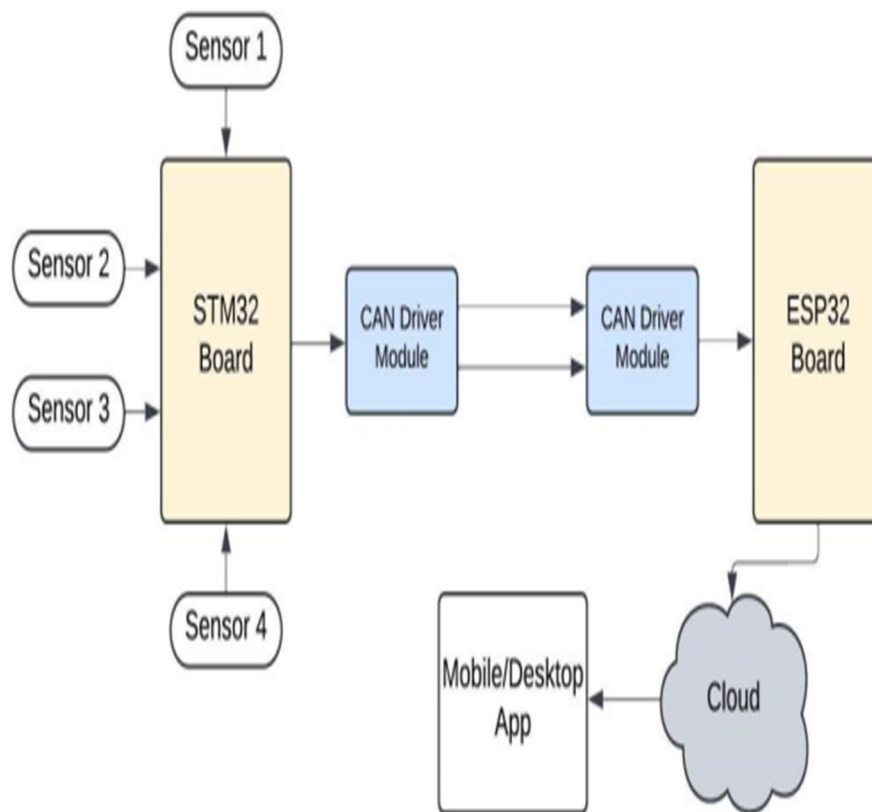 Sensor 1
Sensor 2
STM32
Board
CAN Driver
Module
CAN Driver
Module
ESP32
Board
Sensor 3
Sensor 4
Mobile/Desktop
App
Cloud